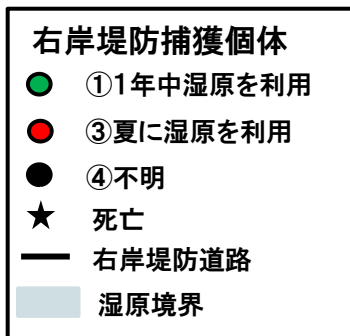 右岸堤防捕獲個体
①1年中湿原を利用
③夏に湿原を利用
④不明
死亡
右岸堤防道路
湿原境界